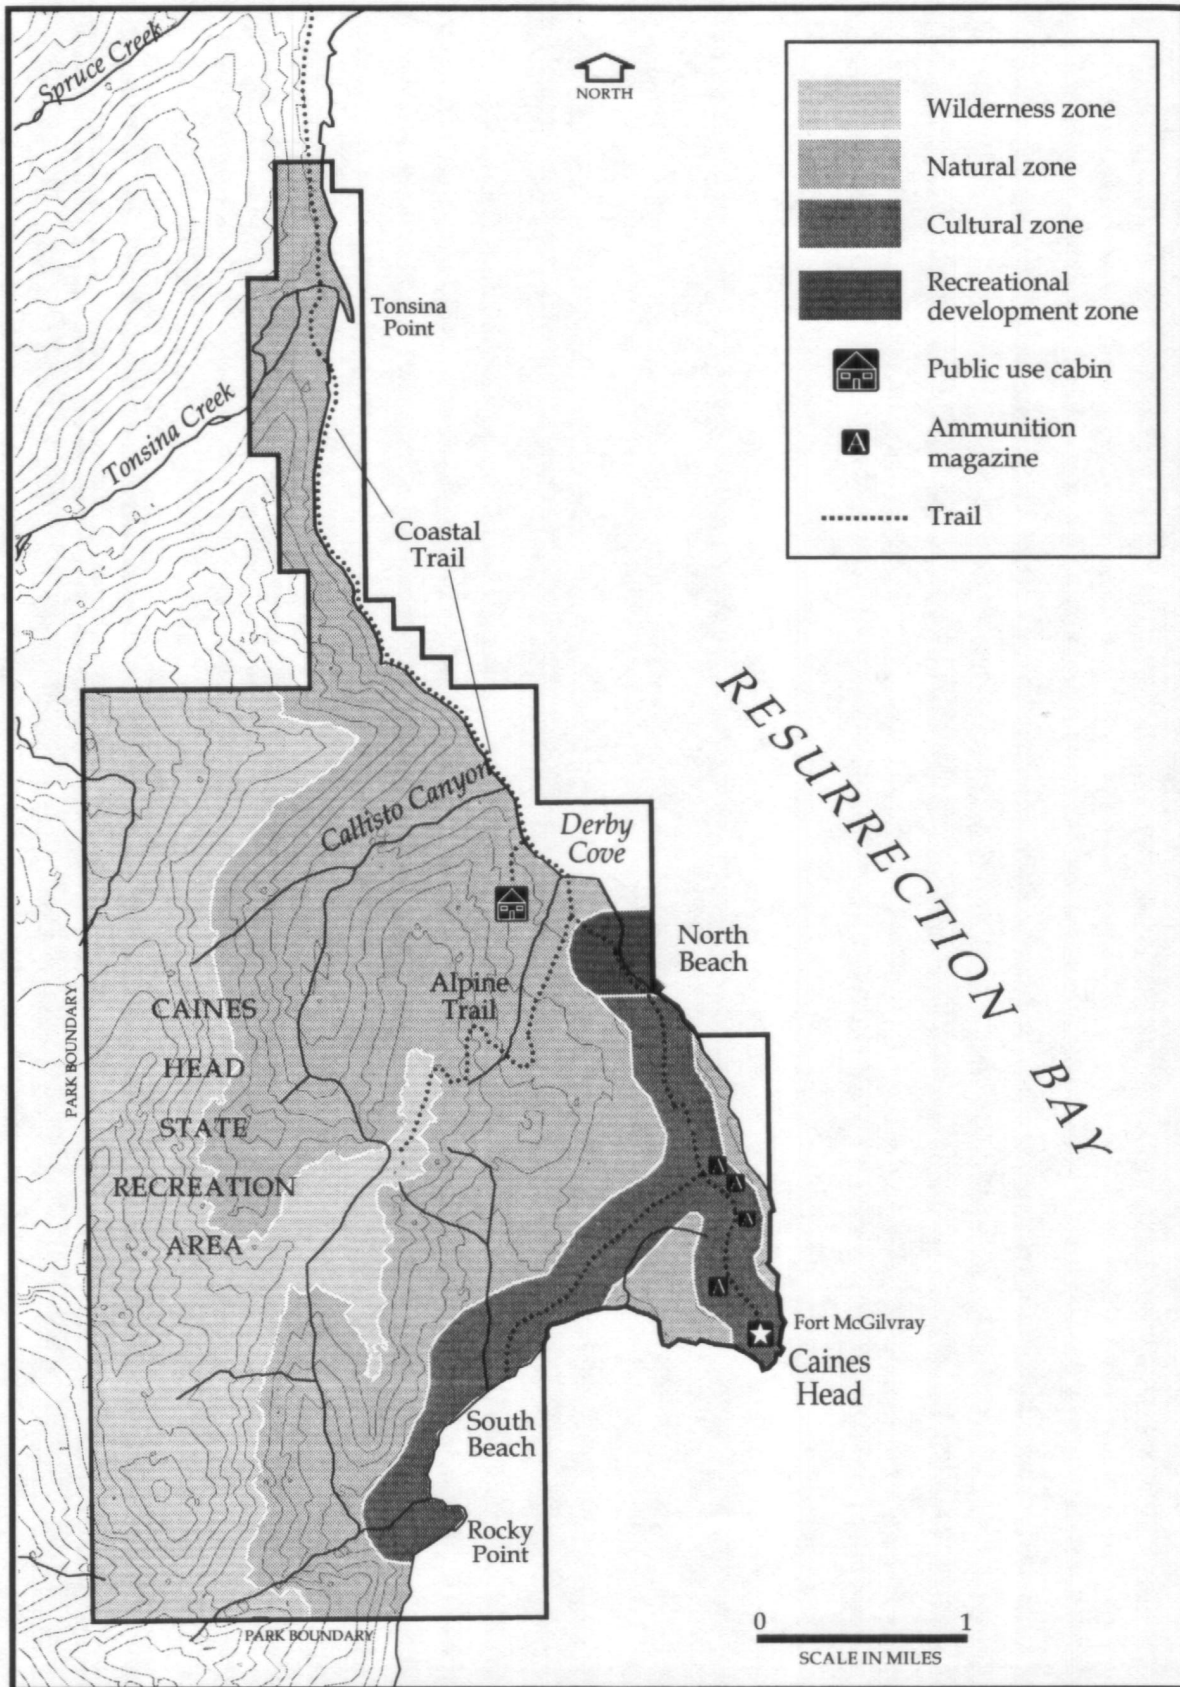 Spruce Creek
NORTH
Wilderness zone
Natural zone
Cultural zone
Recreational
development zone
Public use cabin
A
Ammunition
magazine
Trail
Tonsina
Point
Tonsina Creek
Coastal
Trail
RESURRECTION BAY
Callisto Canyon
Derby
Cove
North
Beach
Alpine
Trail
PARK BOUNDARY
CAINES
HEAD
STATE
RECREATION
AREA
A
A
A
A
Fort McGilvray
Caines
Head
South
Beach
Rocky
Point
PARK BOUNDARY
0 1
SCALE IN MILES